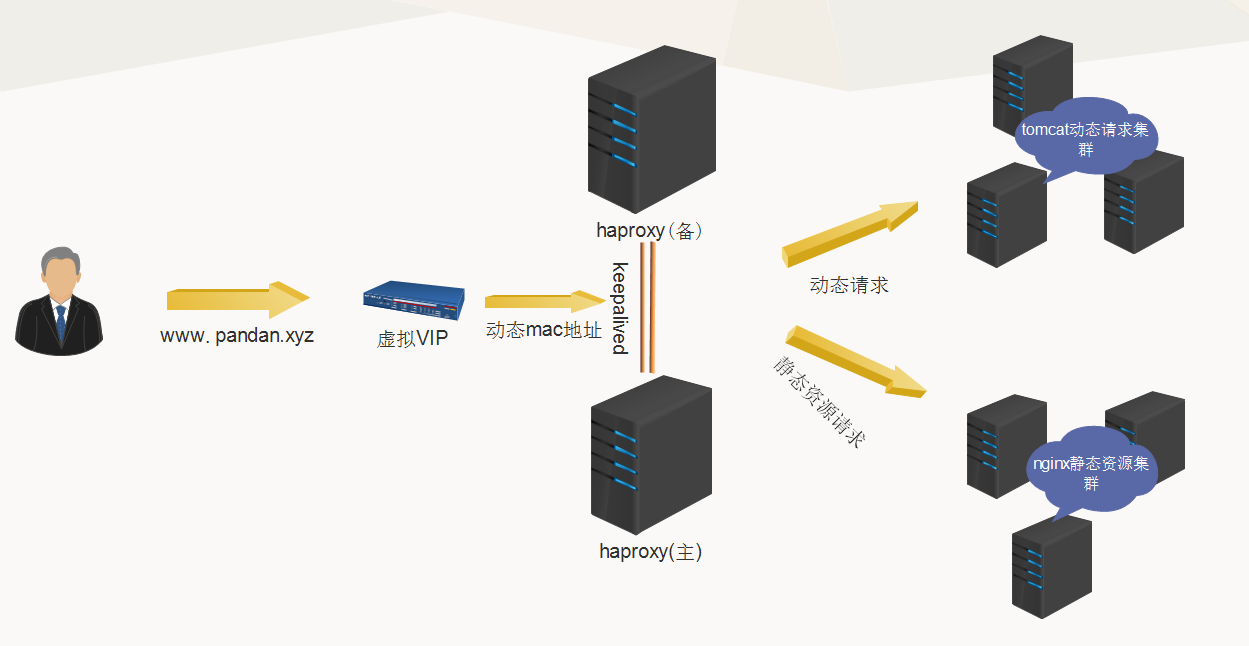 www. pandan.xyz
虚拟VIP
动态mac地址
haproxy(备)
keepalived
haproxy(主)
动态请求
静态资源请求
tomcat动态请求集
群
nginx静态资源集
群